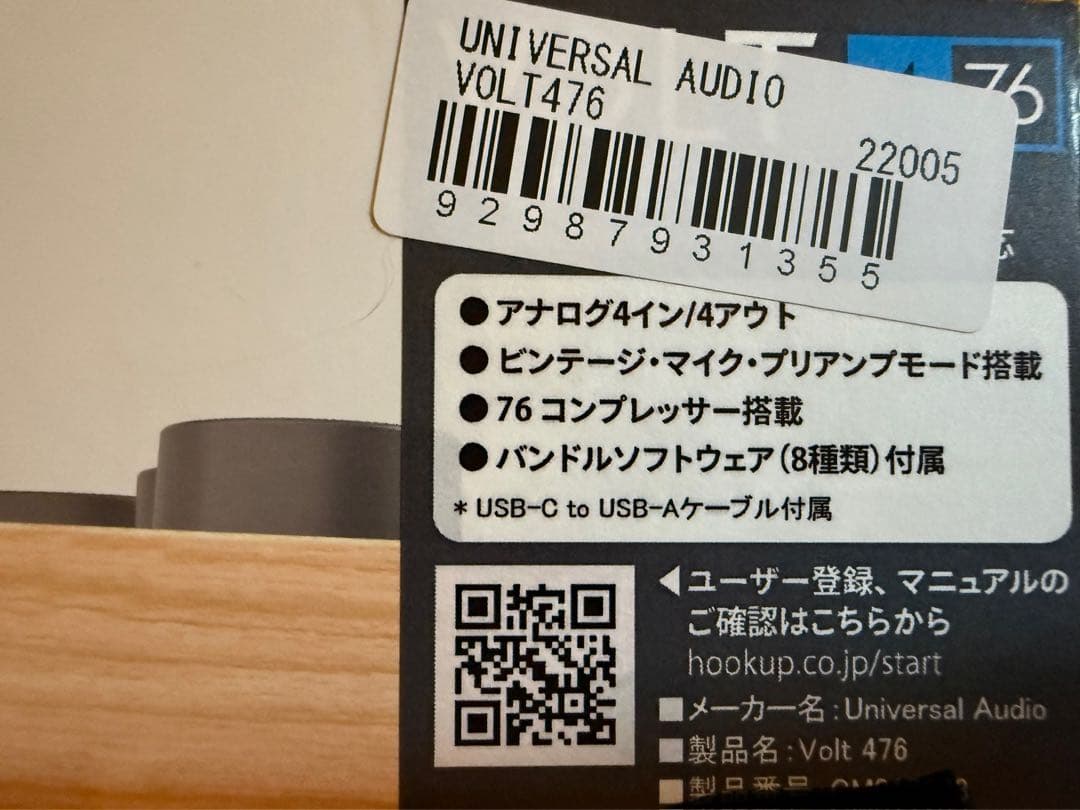 UNIVERSAL AUDIO
VOLT476
76
22005
92987931355
●アナログ4イン/4アウト
●ビンテージ・マイク・プリアンプモード搭載
●76 コンプレッサー搭載
●バンドルソフトウェア(8種類)付属
* USB-C to USB-Aケーブル付属
◀ユーザー登録、マニュアルの
ご確認はこちらから
hookup.co.jp/start
■メーカー名:Universal Audio
■製品名:Volt 476
■製品番号